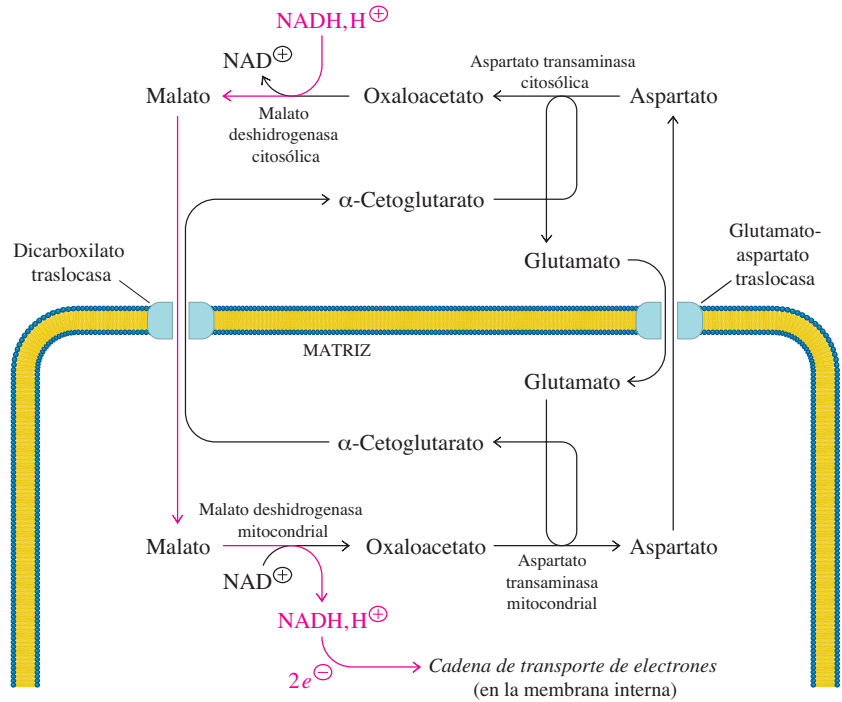 NADH, H⊕
NAD⊕
Aspartato transaminasa
citosólica
Malato
Oxaloacetato
Aspartato
Malato
deshidrogenasa
citosólica
α-Cetoglutarato
Dicarboxilato
traslocasa
Glutamato
Glutamato-
aspartato
traslocasa
MATRIZ
Glutamato
α-Cetoglutarato
Malato deshidrogenasa
mitocondrial
Malato
Oxaloacetato
Aspartato
NAD⊕
Aspartato
transaminasa
mitocondrial
NADH, H⊕
2e⊖
Cadena de transporte de electrones
(en la membrana interna)